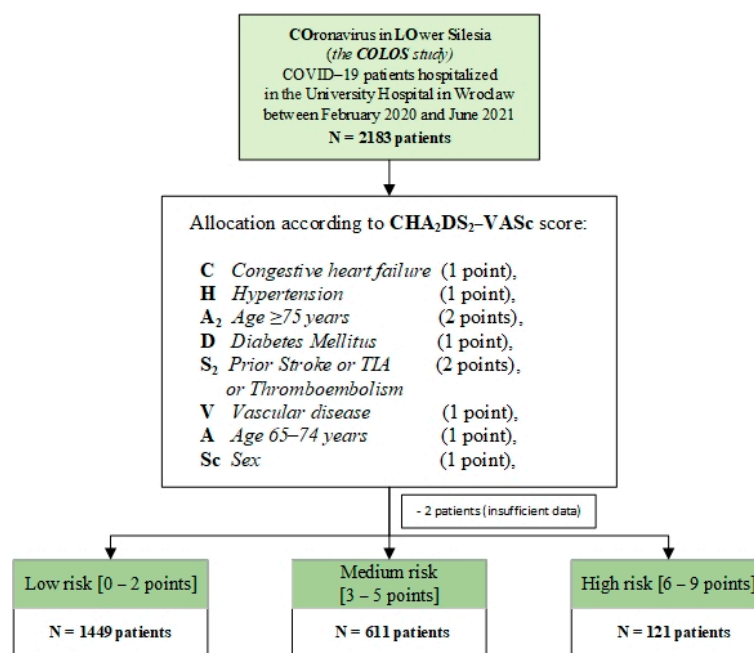 COronavirus in LOwer Silesia
(the COLOS study)
COVID–19 patients hospitalized
in the University Hospital in Wroclaw
between February 2020 and June 2021
N = 2183 patients
Allocation according to CHA₂DS₂–VASc score:
C Congestive heart failure (1 point),
H Hypertension (1 point),
A₂ Age ≥75 years (2 points),
D Diabetes Mellitus (1 point),
S₂ Prior Stroke or TIA (2 points),
or Thromboembolism
V Vascular disease (1 point),
A Age 65–74 years (1 point),
Sc Sex (1 point),
- 2 patients (insufficient data)
Low risk [0 – 2 points]
N = 1449 patients
Medium risk
[3 – 5 points]
N = 611 patients
High risk [6 – 9 points]
N = 121 patients